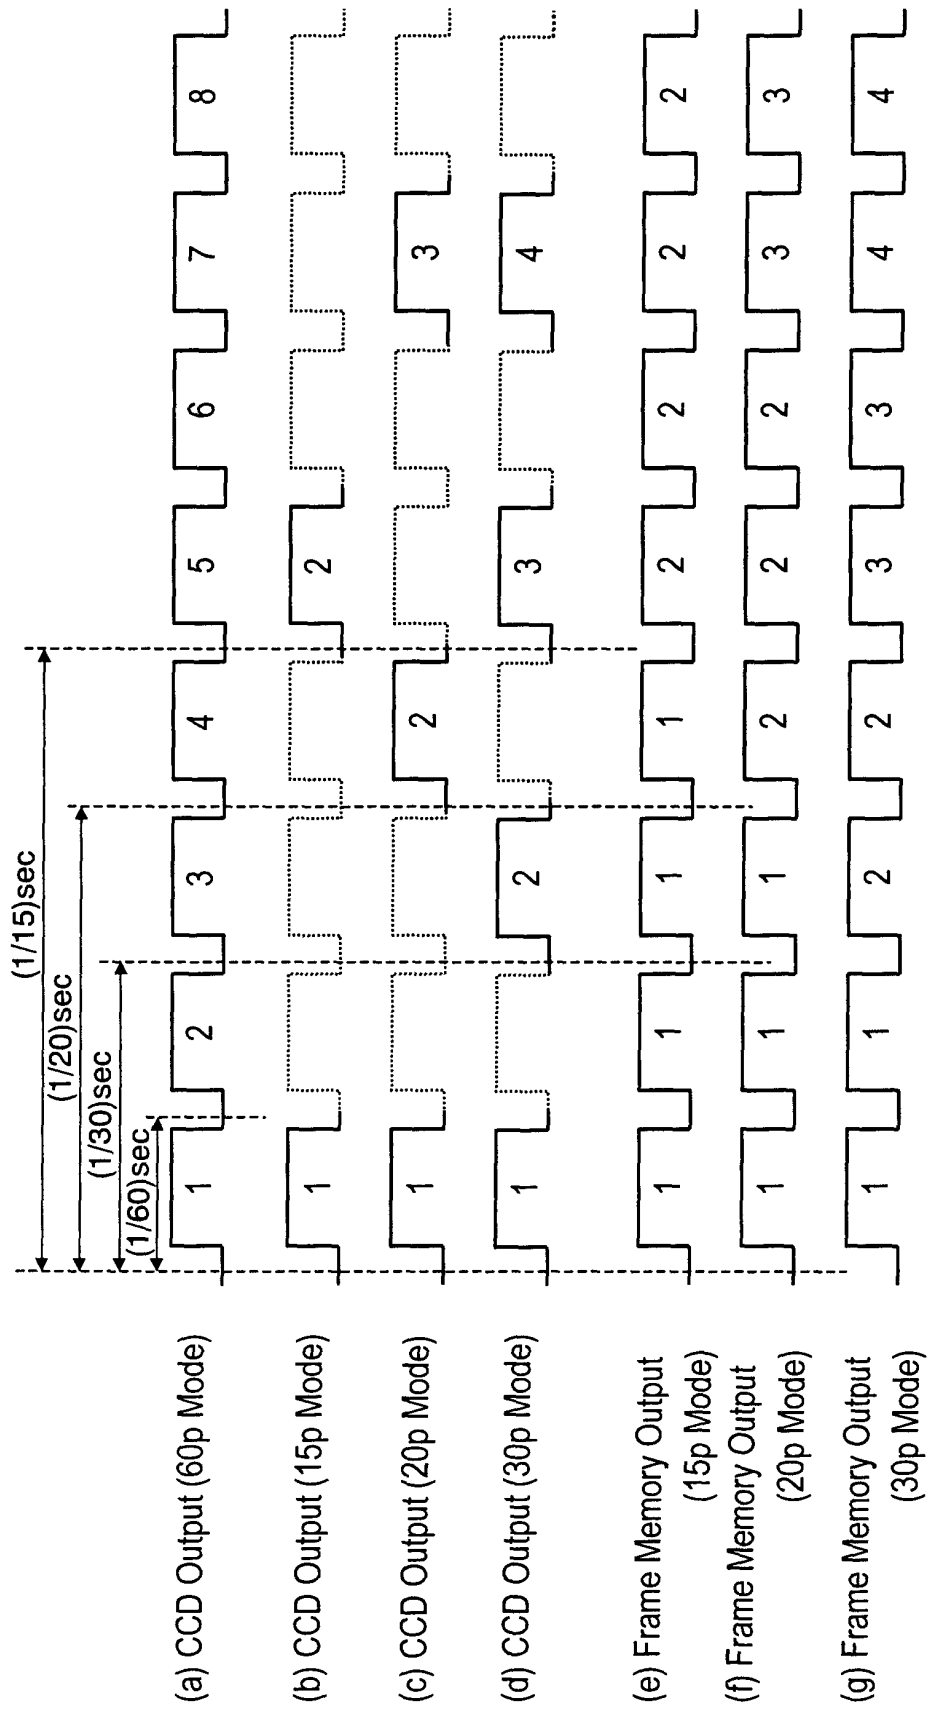 (1/15)sec
(1/20)sec
(1/30)sec
(1/60)sec
(a) CCD Output (60p Mode)
1 2 3 4 5 6 7 8
(b) CCD Output (15p Mode)
1 2
(c) CCD Output (20p Mode)
1 2 3
(d) CCD Output (30p Mode)
1 2 3 4
(e) Frame Memory Output
(15p Mode)
1 1 1 1 2 2 2 2
(f) Frame Memory Output
(20p Mode)
1 1 1 2 2 2 3 3
(g) Frame Memory Output
(30p Mode)
1 1 2 2 3 3 4 4